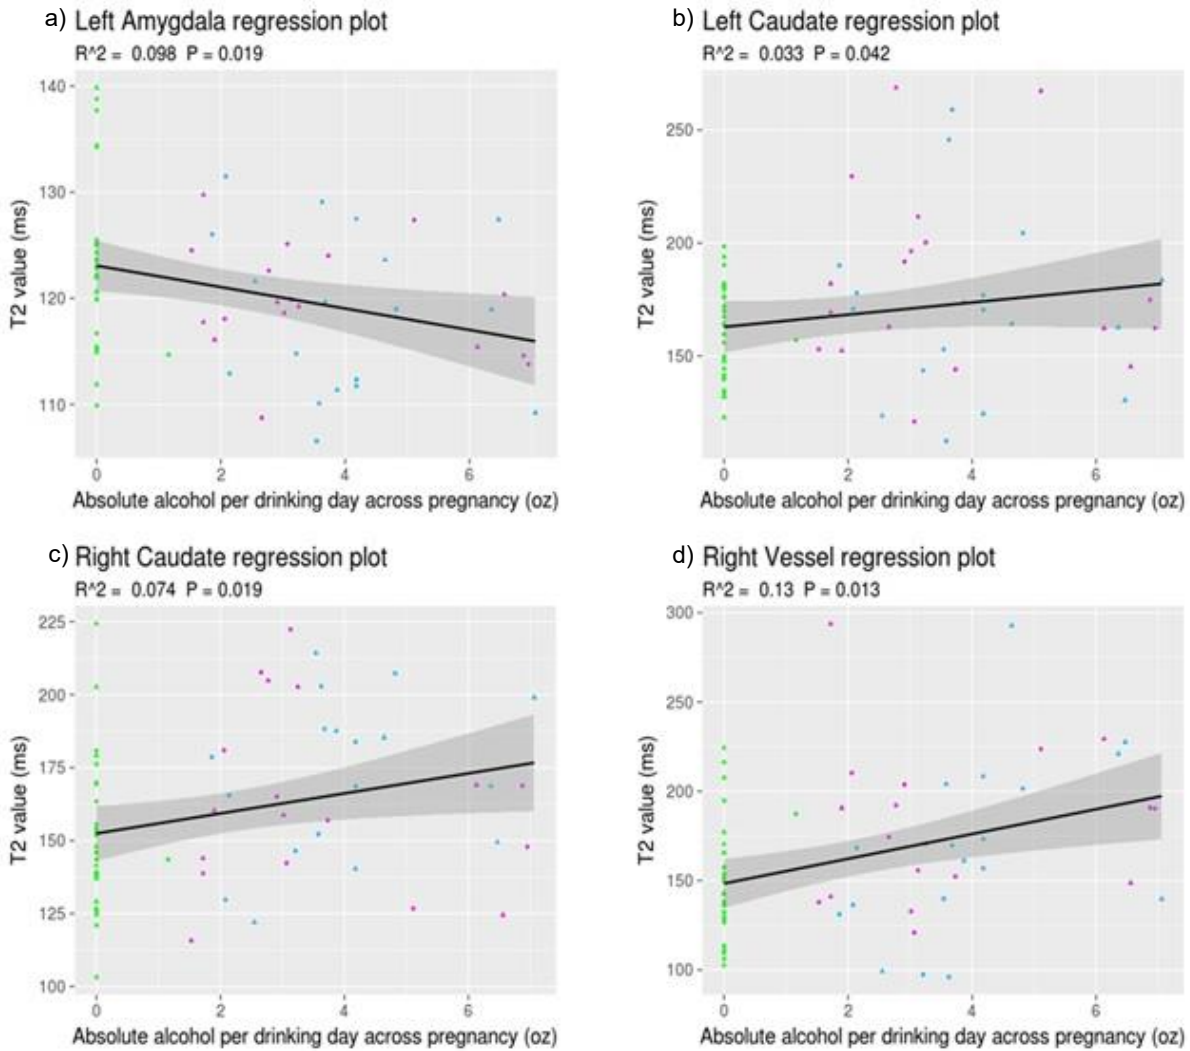 a) Left Amygdala regression plot
R^2 = 0.098 P = 0.019
T2 value (ms)
140
130
120
110
0 2 4 6
Absolute alcohol per drinking day across pregnancy (oz)
b) Left Caudate regression plot
R^2 = 0.033 P = 0.042
T2 value (ms)
250
200
150
0 2 4 6
Absolute alcohol per drinking day across pregnancy (oz)
c) Right Caudate regression plot
R^2 = 0.074 P = 0.019
T2 value (ms)
225
200
175
150
125
100
0 2 4 6
Absolute alcohol per drinking day across pregnancy (oz)
d) Right Vessel regression plot
R^2 = 0.13 P = 0.013
T2 value (ms)
300
250
200
150
100
0 2 4 6
Absolute alcohol per drinking day across pregnancy (oz)